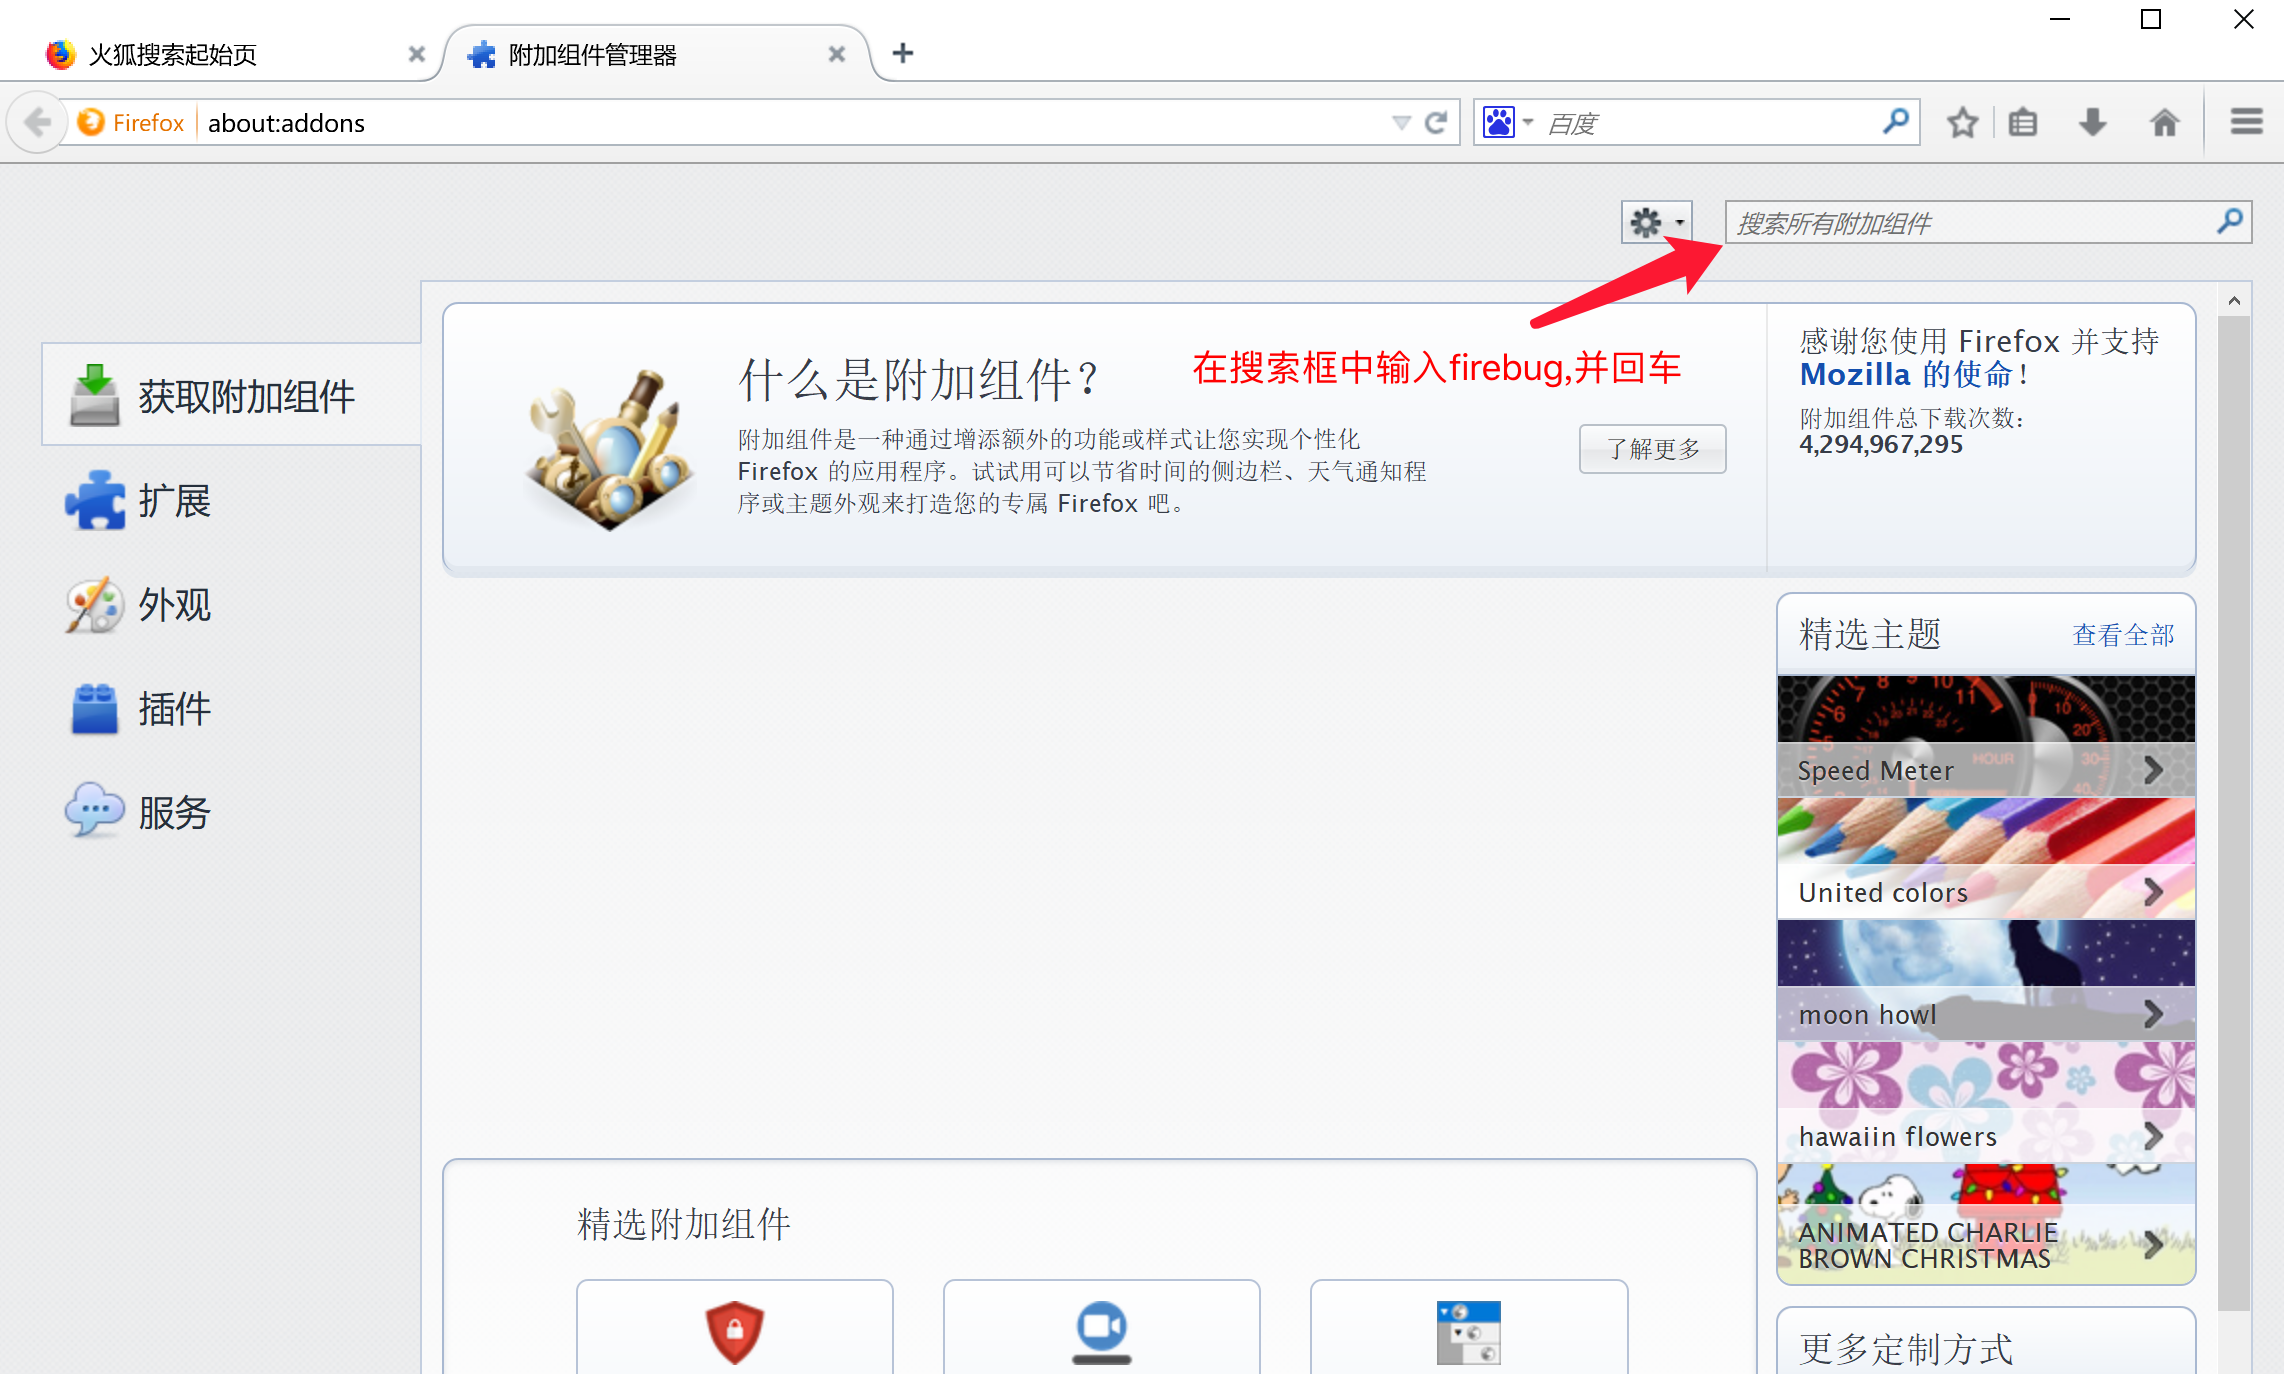 火狐搜索起始页
附加组件管理器
Firefox
about:addons
百度
搜索所有附加组件
在搜索框中输入firebug,并回车
获取附加组件
扩展
外观
插件
服务
什么是附加组件？
附加组件是一种通过增添额外的功能或样式让您实现个性化
Firefox 的应用程序。试试用可以节省时间的侧边栏、天气通知程
序或主题外观来打造您的专属 Firefox 吧。
了解更多
感谢您使用 Firefox 并支持
Mozilla 的使命！
附加组件总下载次数：
4,294,967,295
精选主题
查看全部
Speed Meter
United colors
moon howl
hawaiin flowers
ANIMATED CHARLIE
BROWN CHRISTMAS
精选附加组件
更多定制方式